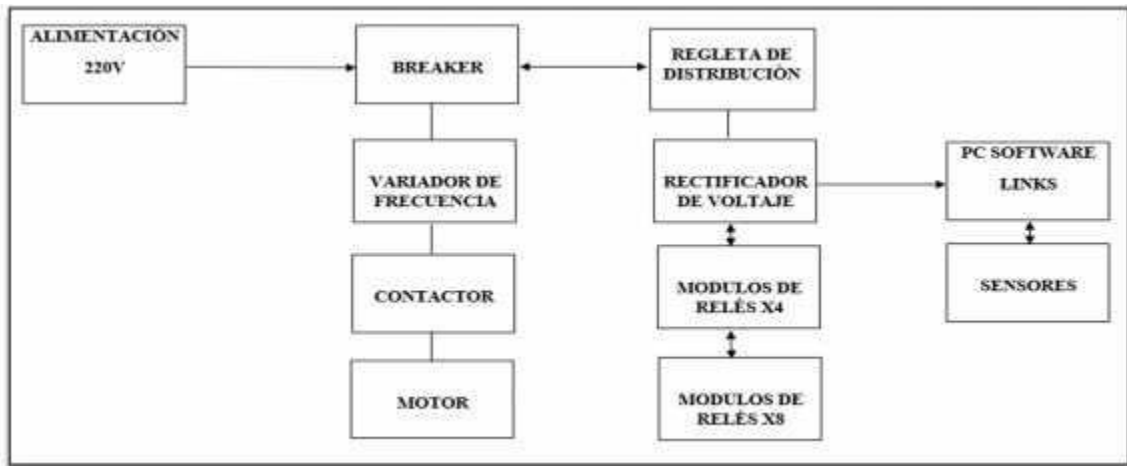 ALIMENTACIÓN
220V
BREAKER
REGLETA DE
DISTRIBUCIÓN
VARIADOR DE
FRECUENCIA
RECTIFICADOR
DE VOLTAJE
PC SOFTWARE
LINKS
CONTACTOR
MODULOS DE
RELÉS X4
SENSORES
MOTOR
MODULOS DE
RELÉS X8